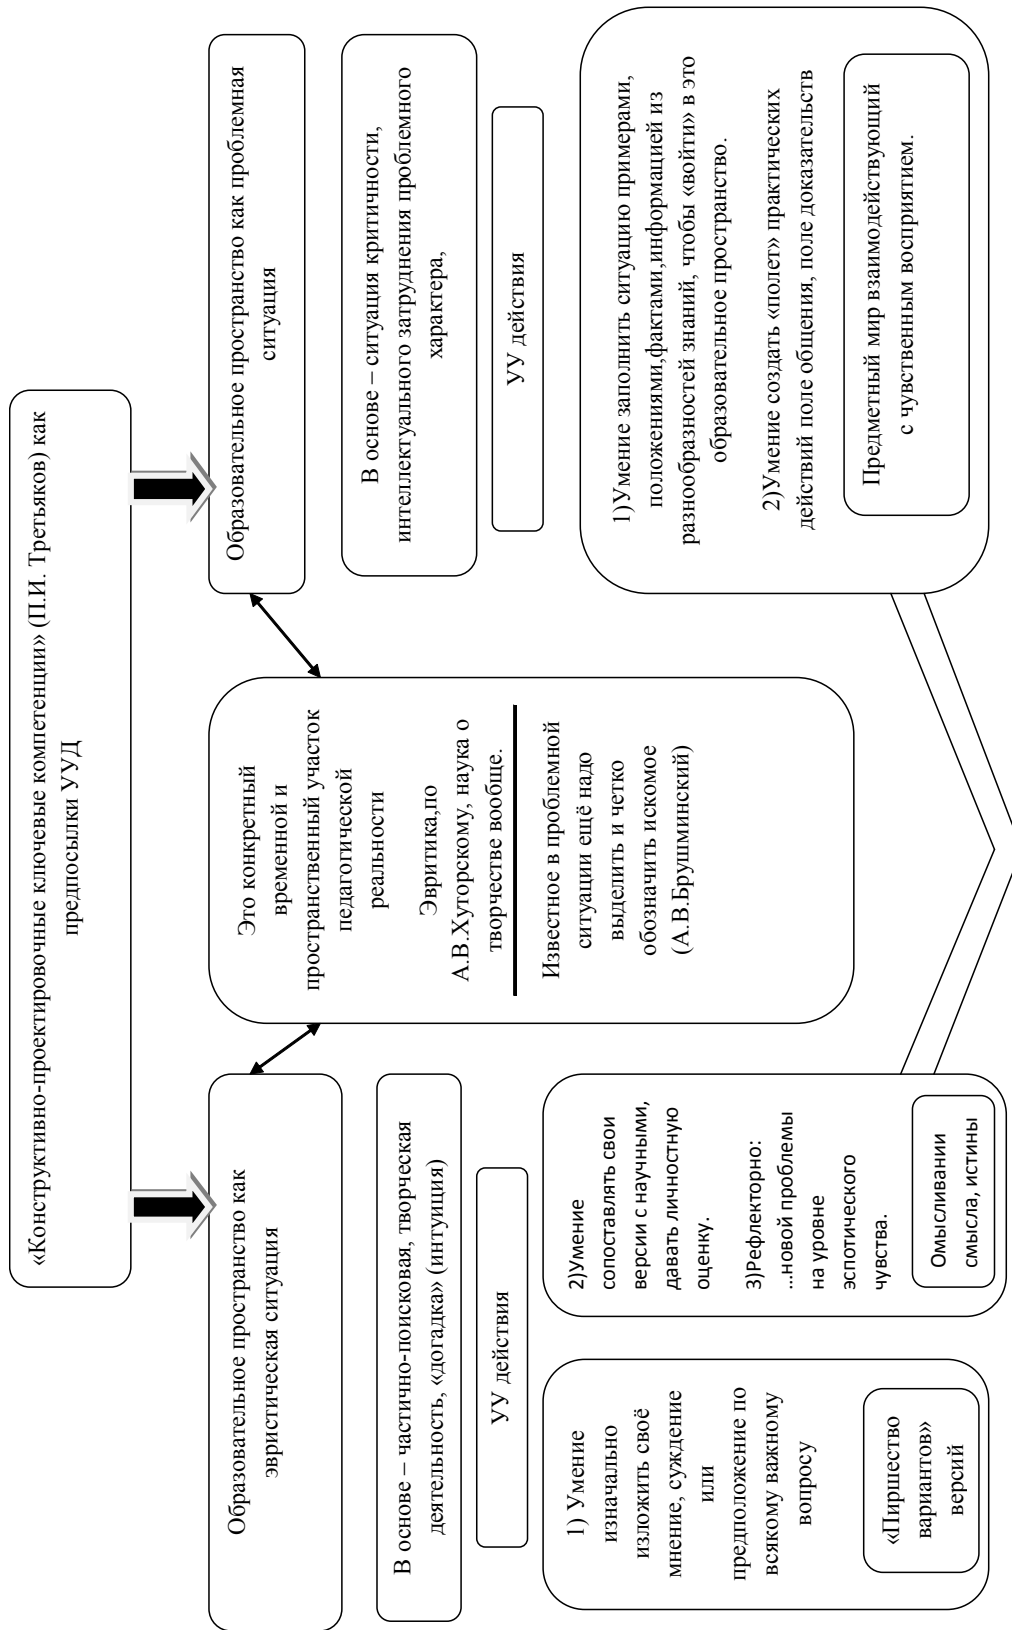 «Конструктивно-проектировочные ключевые компетенции» (П.И. Третьяков) как
предпосылки УУД
Образовательное пространство как
эвристическая ситуация
В основе – частично-поисковая, творческая
деятельность, «догадка» (интуиция)
УУ действия
1) Умение
изначально
изложить своё
мнение, суждение
или
предположение по
всякому важному
вопросу
«Пиршество
вариантов»
версий
2)Умение
сопоставлять свои
версии с научными,
давать личностную
оценку.
3)Рефлекторно:
...новой проблемы
на уровне
эспотического
чувства.
Омысливании
смысла, истины
Это конкретный
временной и
пространственный участок
педагогической
реальности
Эвритика,по
А.В.Хуторскому, наука о
творчестве вообще.
Известное в проблемной
ситуации ещё надо
выделить и четко
обозначить искомое
(А.В.Брушминский)
Образовательное пространство как проблемная
ситуация
В основе – ситуация критичности,
интеллектуального затруднения проблемного
характера,
УУ действия
1)Умение заполнить ситуацию примерами,
положениями,фактами,информацией из
разнообразностей знаний, чтобы «войти» в это
образовательное пространство.
2)Умение создать «полет» практических
действий поле общения, поле доказательств
Предметный мир взаимодействующий
с чувственным восприятием.